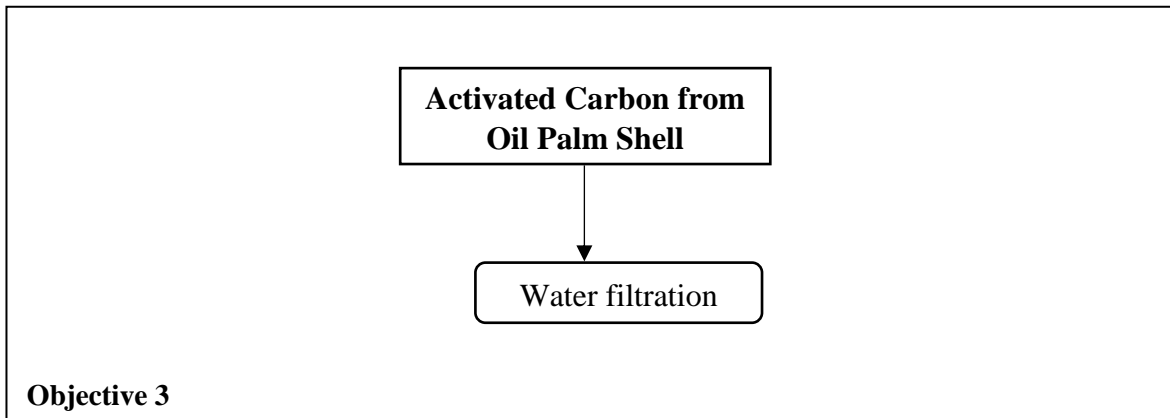 Activated Carbon from
Oil Palm Shell
Water filtration
Objective 3